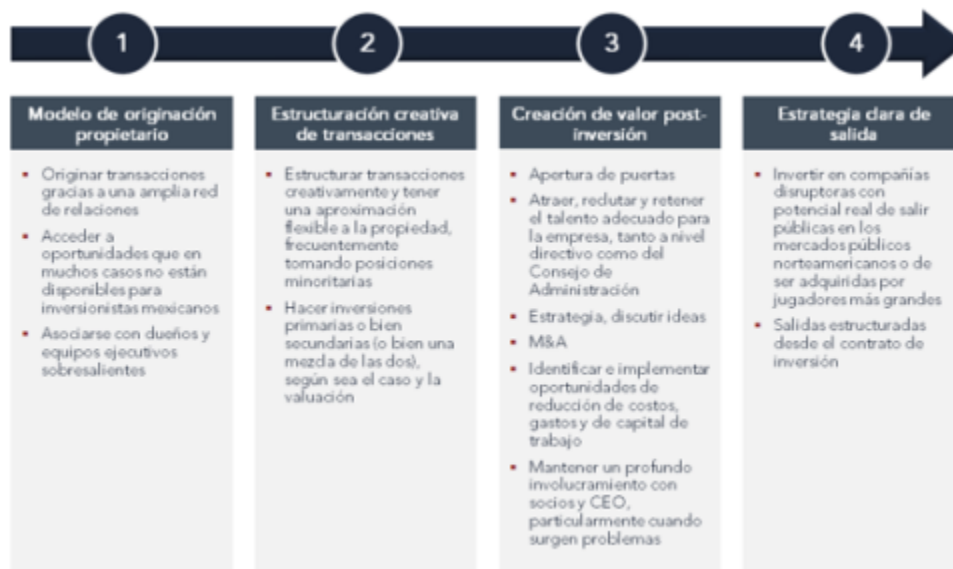 1
2
3
4
Modelo de originación
propietario
▪ Originar transacciones
gracias a una amplia red
de relaciones
▪ Acceder a
oportunidades que en
muchos casos no están
disponibles para
inversionistas mexicanos
▪ Asociarse con dueños y
equipos ejecutivos
sobresalientes
Estructuración creativa
de transacciones
▪ Estructurar transacciones
creativamente y tener
una aproximación
flexible a la propiedad,
frecuentemente
tomando posiciones
minoritarias
▪ Hacer inversiones
primarias o bien
secundarias (o bien una
mezcla de las dos),
según sea el caso y la
valuación
Creación de valor post-
inversión
▪ Apertura de puertas
▪ Atraer, reclutar y retener
el talento adecuado para
la empresa, tanto a nivel
directivo como del
Consejo de
Administración
▪ Estrategia, discutir ideas
▪ M&A
▪ Identificar e implementar
oportunidades de
reducción de costos,
gastos y de capital de
trabajo
▪ Mantener un profundo
involucramiento con
socios y CEO,
particularmente cuando
surgen problemas
Estrategia clara de
salida
▪ Invertir en compañías
disruptoras con
potencial real de salir
públicas en los
mercados públicos
norteamericanos o de
ser adquiridas por
jugadores más grandes
▪ Salidas estructuradas
desde el contrato de
inversión